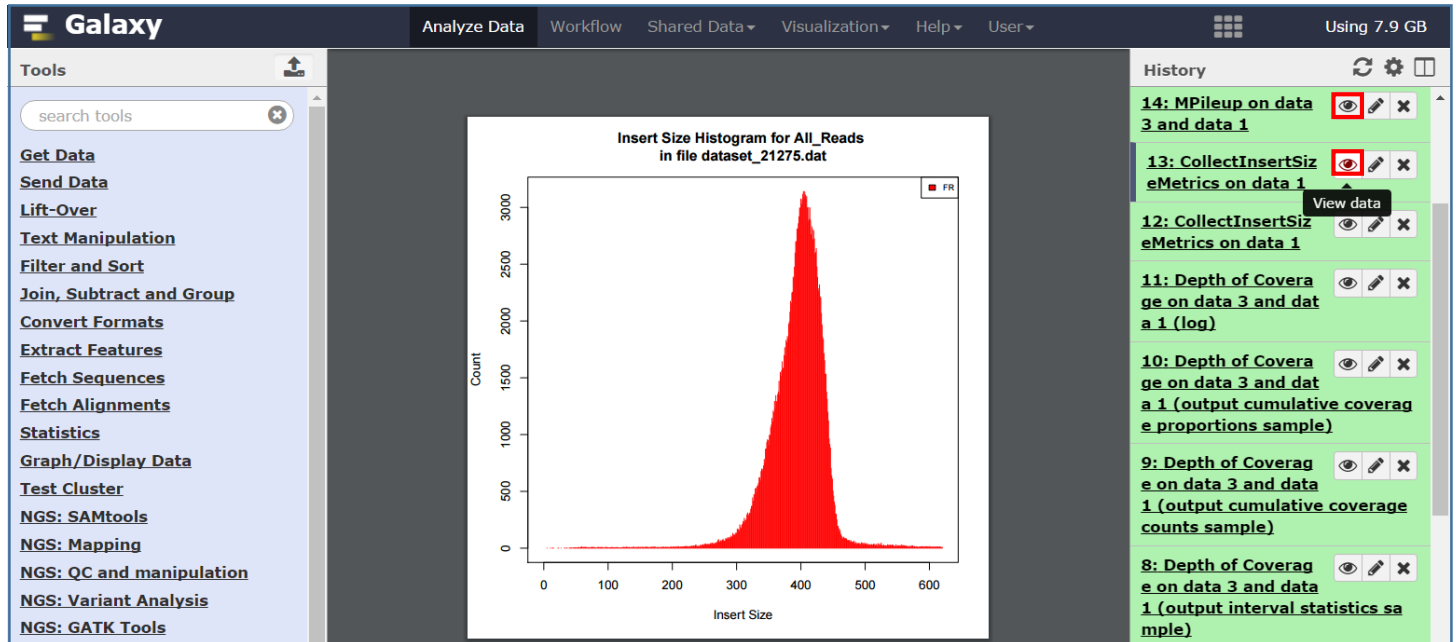 Galaxy
Analyze Data Workflow Shared Data Visualization Help User
Using 7.9 GB
Tools
search tools
Get Data
Send Data
Lift-Over
Text Manipulation
Filter and Sort
Join, Subtract and Group
Convert Formats
Extract Features
Fetch Sequences
Fetch Alignments
Statistics
Graph/Display Data
Test Cluster
NGS: SAMtools
NGS: Mapping
NGS: QC and manipulation
NGS: Variant Analysis
NGS: GATK Tools
Insert Size Histogram for All_Reads
in file dataset_21275.dat
FR
Count
3000
2500
2000
1500
1000
500
0
0 100 200 300 400 500 600
Insert Size
History
14: MPileup on data
3 and data 1
13: CollectInsertSiz
eMetrics on data 1
View data
12: CollectInsertSiz
eMetrics on data 1
11: Depth of Covera
ge on data 3 and dat
a 1 (log)
10: Depth of Covera
ge on data 3 and dat
a 1 (output cumulative coverag
e proportions sample)
9: Depth of Coverag
e on data 3 and data
1 (output cumulative coverage
counts sample)
8: Depth of Coverag
e on data 3 and data
1 (output interval statistics sa
mple)